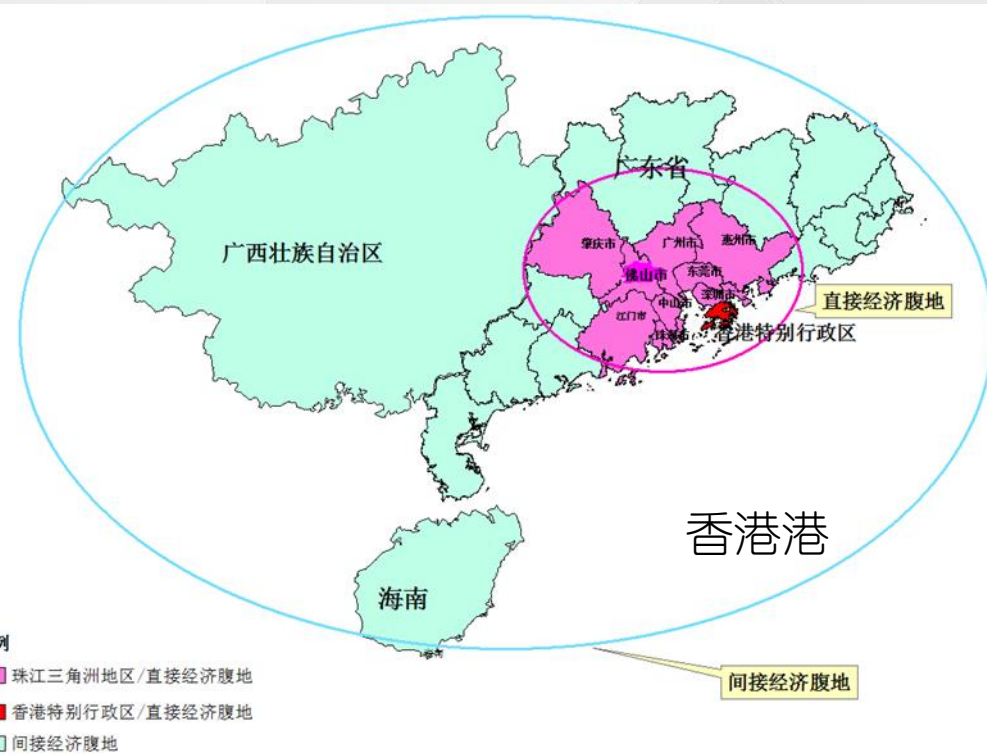 广东省
广西壮族自治区
肇庆市
广州市
惠州市
佛山市
东莞市
深圳市
中山市
江门市
珠海市
香港特别行政区
直接经济腹地
香港港
海南
例
珠江三角洲地区/直接经济腹地
香港特别行政区/直接经济腹地
间接经济腹地
间接经济腹地